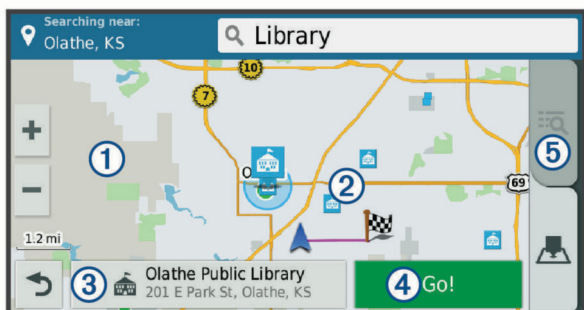 Searching near:
Olathe, KS
Library
10
7
+
1
5
O
2
69
−
1.2 mi
3
Olathe Public Library
201 E Park St, Olathe, KS
4
Go!